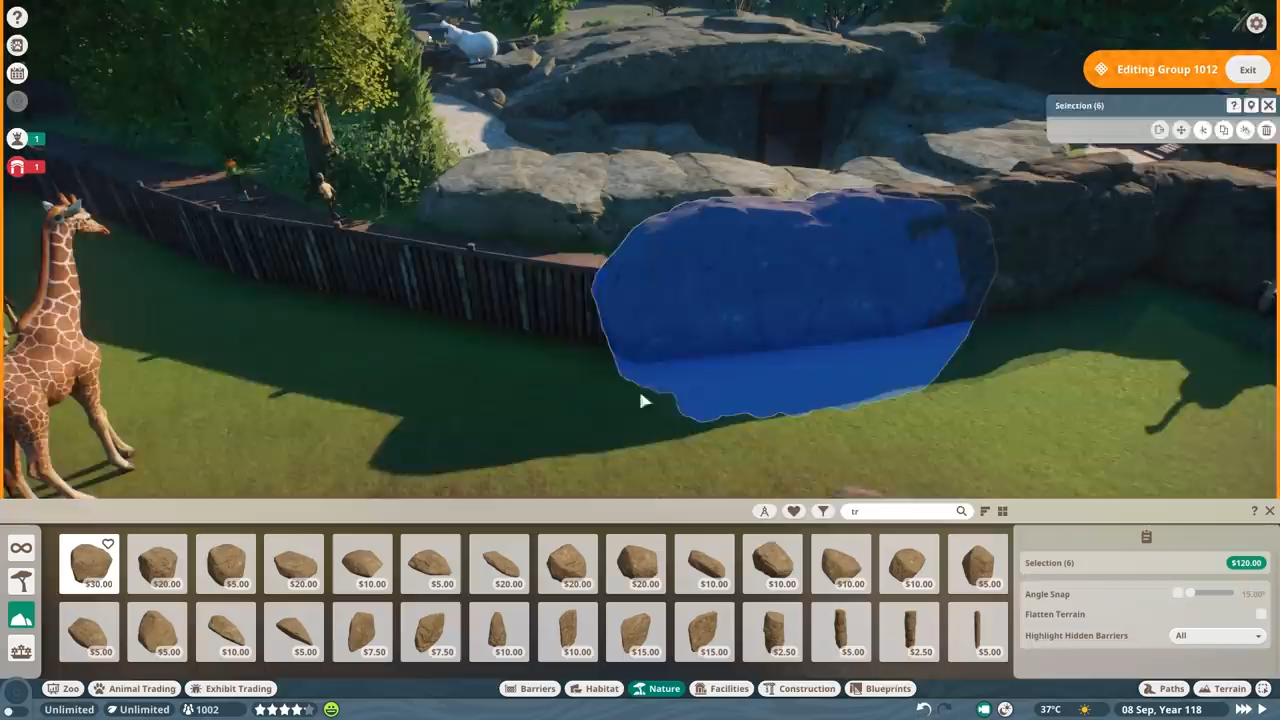 Editing Group 1012
Exit
Selection (6)
?
1
1
tr
?
$30.00 $20.00 $5.00 $20.00 $10.00 $5.00 $20.00 $20.00 $20.00 $10.00 $10.00 $10.00 $10.00 $5.00
$5.00 $5.00 $10.00 $5.00 $7.50 $7.50 $10.00 $10.00 $15.00 $15.00 $2.50 $5.00 $2.50 $5.00
Selection (6) $120.00
Angle Snap 15.00°
Flatten Terrain
Highlight Hidden Barriers All
Zoo Animal Trading Exhibit Trading Barriers Habitat Nature Facilities Construction Blueprints Paths Terrain
Unlimited Unlimited 1002 37°C 08 Sep, Year 118